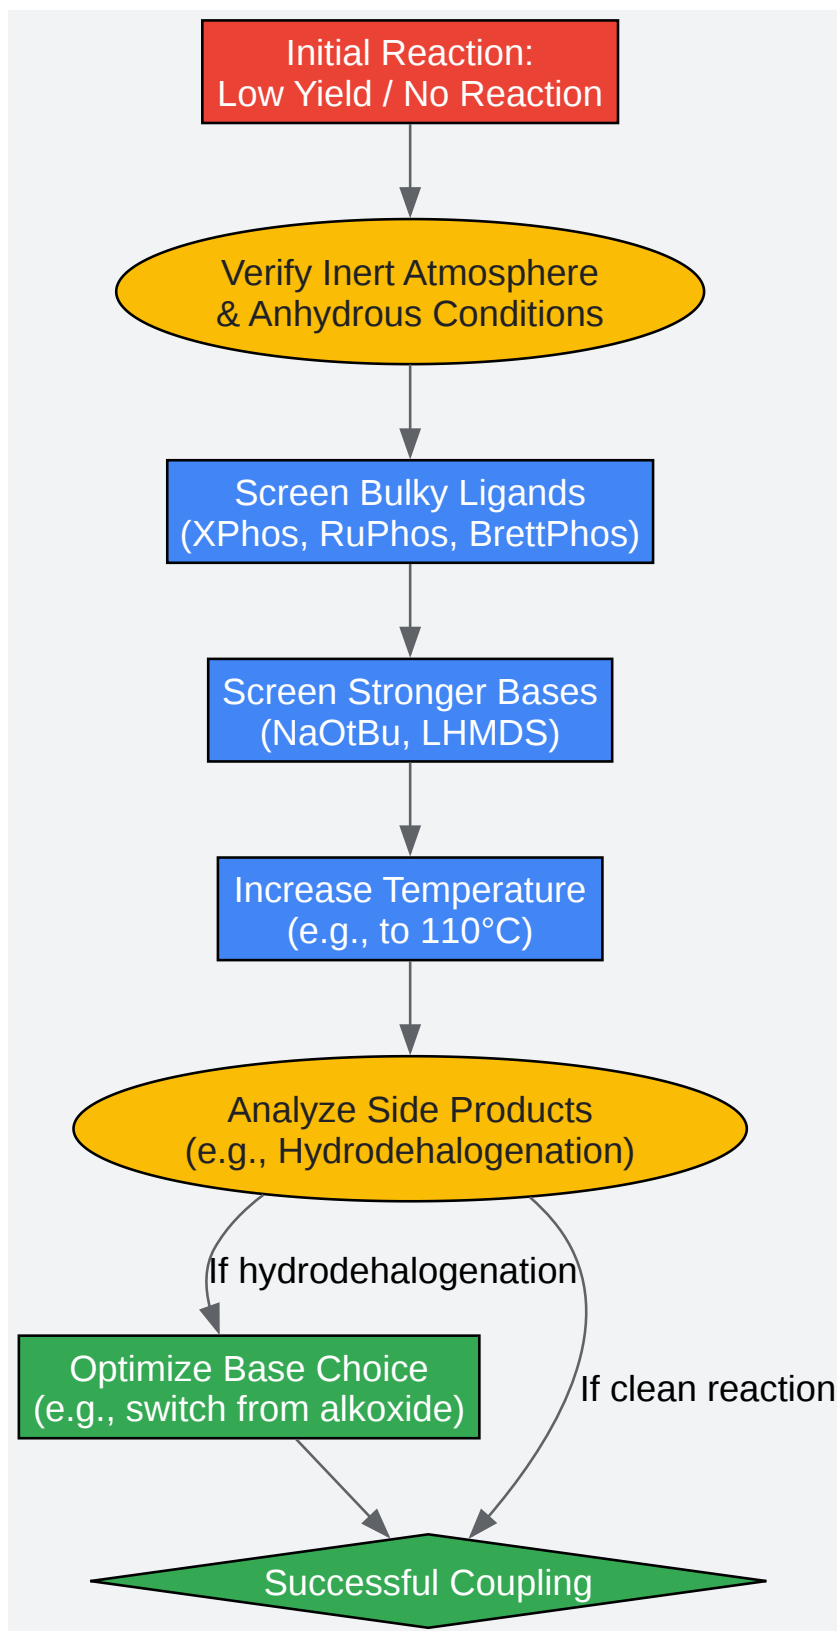 Initial Reaction:
Low Yield / No Reaction
Verify Inert Atmosphere
& Anhydrous Conditions
Screen Bulky Ligands
(XPhos, RuPhos, BrettPhos)
Screen Stronger Bases
(NaOtBu, LHMDS)
Increase Temperature
(e.g., to 110°C)
Analyze Side Products
(e.g., Hydrodehalogenation)
If hydrodehalogenation
Optimize Base Choice
(e.g., switch from alkoxide)
If clean reaction
Successful Coupling